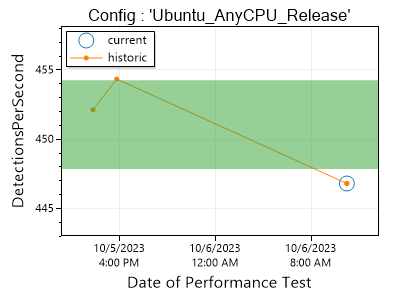 Config : 'Ubuntu_AnyCPU_Release'
current
historic
DetectionsPerSecond
455
450
445
10/5/2023
4:00 PM
10/6/2023
12:00 AM
10/6/2023
8:00 AM
Date of Performance Test